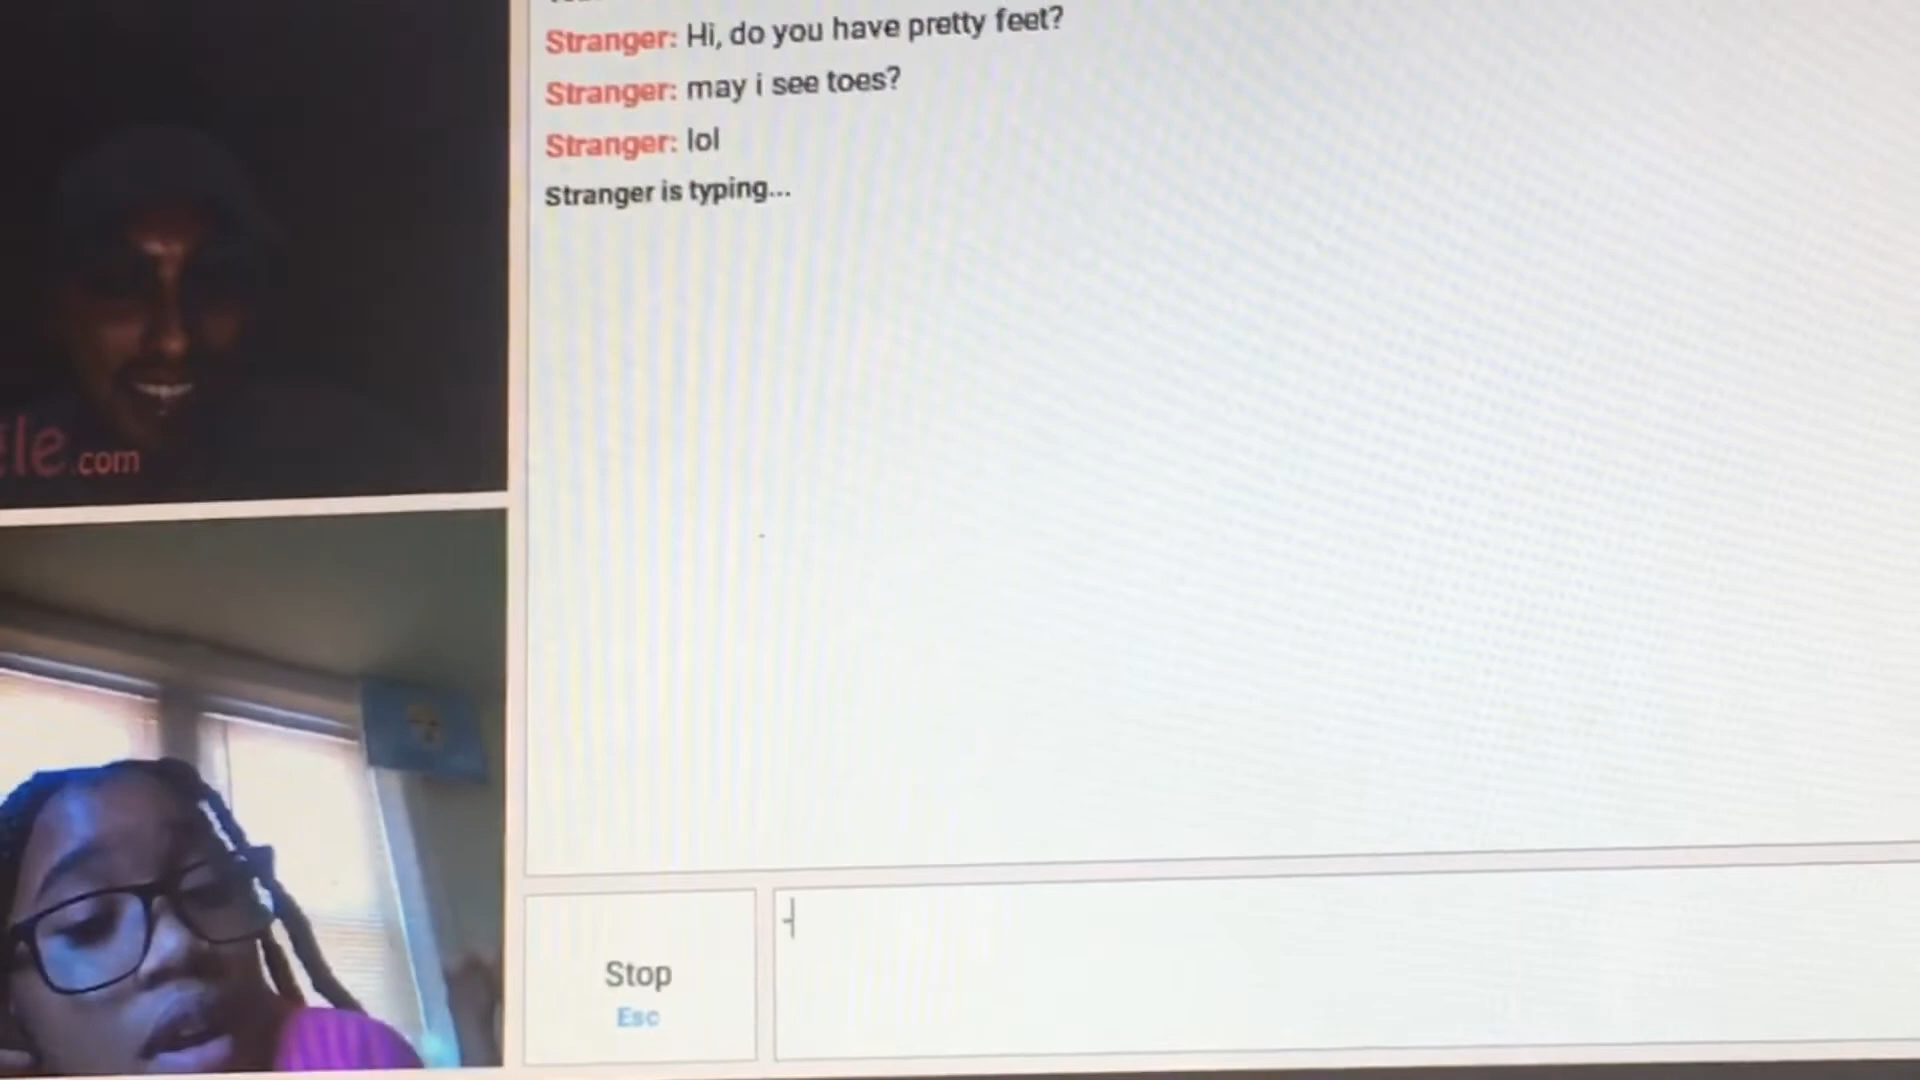 Stranger: Hi, do you have pretty feet?
Stranger: may i see toes?
Stranger: lol
Stranger is typing...
le.com
Stop
Esc